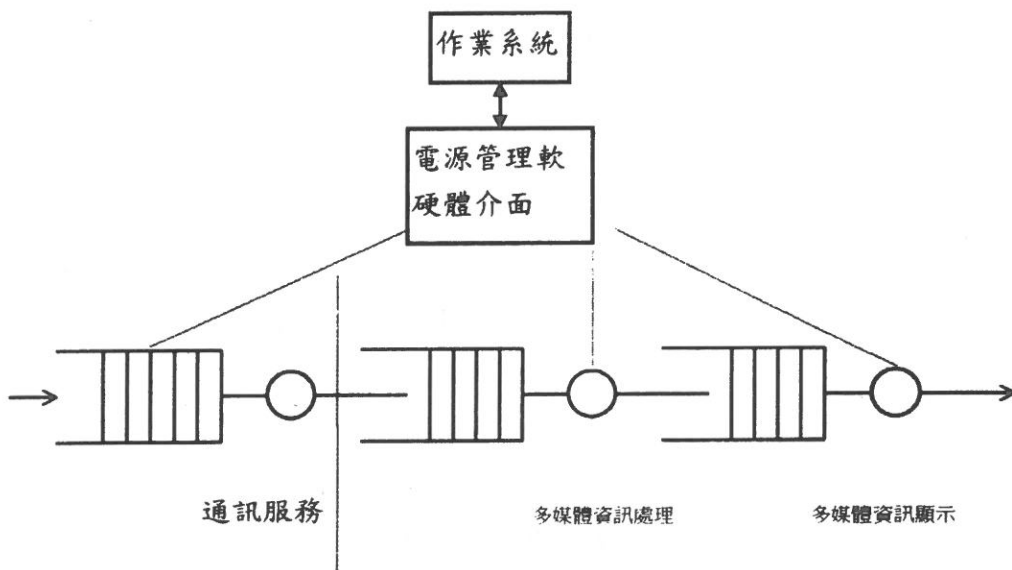 作業系統
電源管理軟
硬體介面
通訊服務
多媒體資訊處理
多媒體資訊顯示